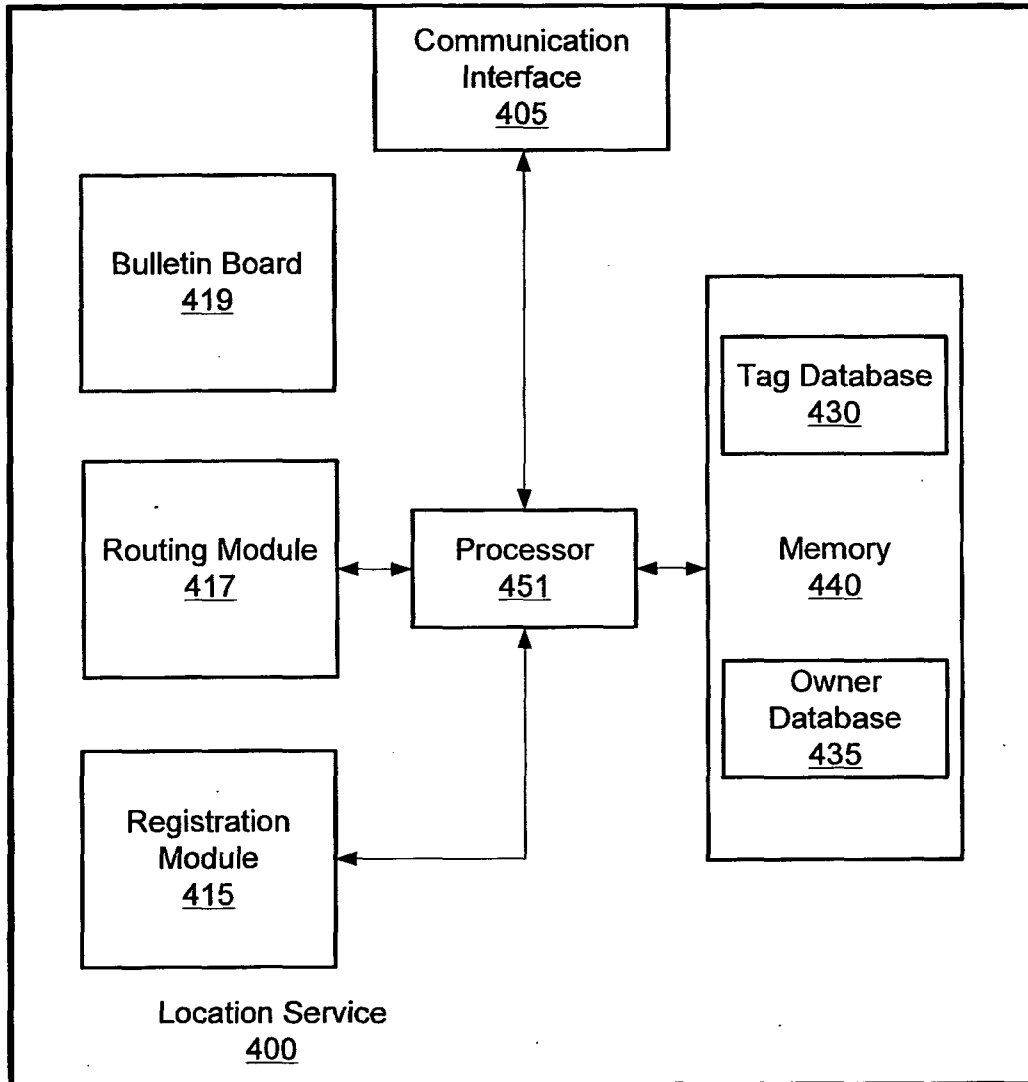 Communication
Interface
405
Bulletin Board
419
Tag Database
430
Routing Module
417
Processor
451
Memory
440
Owner
Database
435
Registration
Module
415
Location Service
400